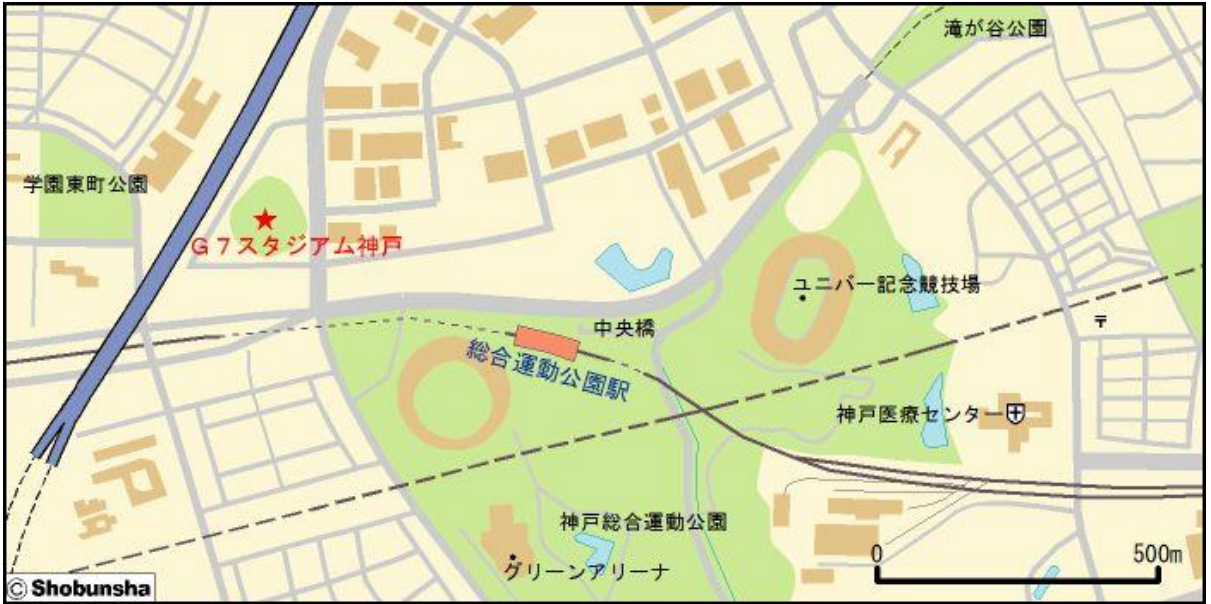 滝が谷公園
学園東町公園
G7スタジアム神戸
ユニバー記念競技場
中央橋
〒
総合運動公園駅
神戸医療センター
神戸総合運動公園
グリーンアリーナ
0 500m
© Shobunsha